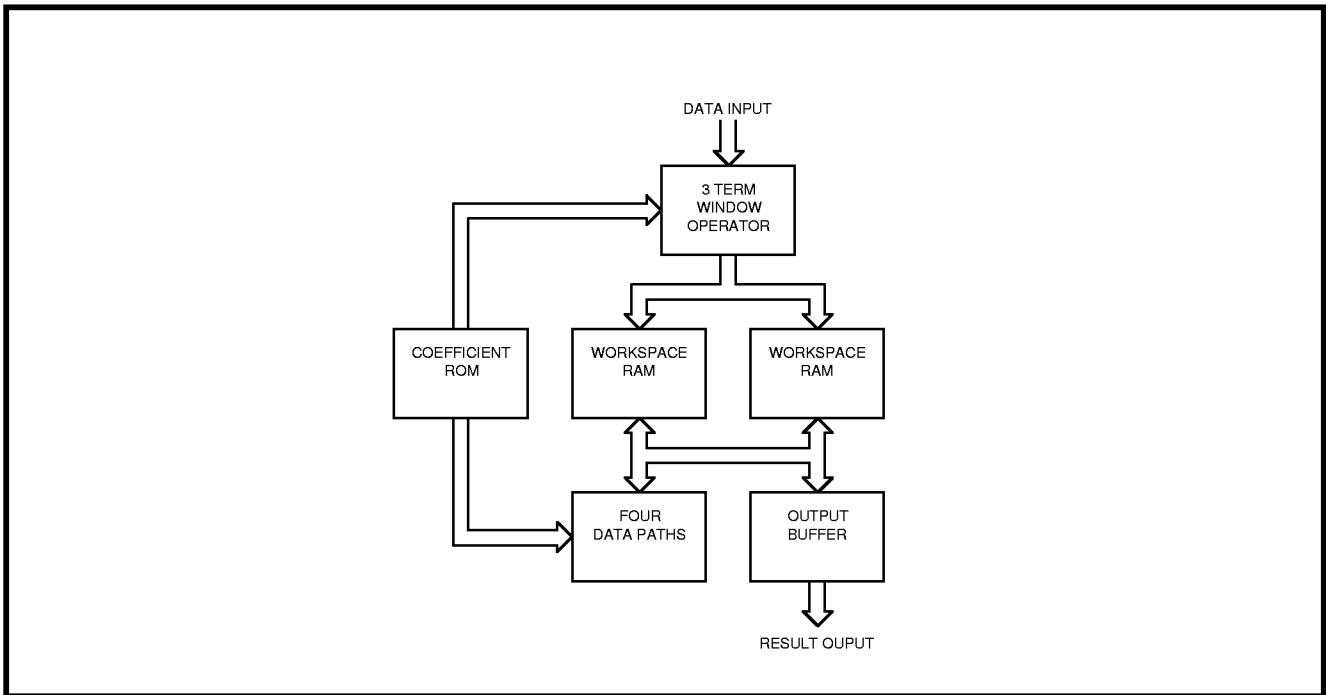 DATA INPUT
3 TERM
WINDOW
OPERATOR
COEFFICIENT
ROM
WORKSPACE
RAM
WORKSPACE
RAM
FOUR
DATA PATHS
OUTPUT
BUFFER
RESULT OUPUT